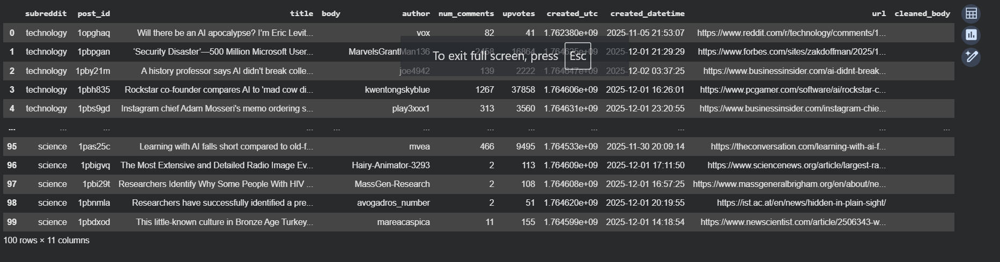 subreddit post_id title body author num_comments upvotes created_utc created_datetime url cleaned_body
0 technology 1opghaq Will there be an AI apocalypse? I'm Eric Levit... vox 82 41 1.762380e+09 2025-11-05 21:53:07 https://www.reddit.com/r/technology/comments/1...
1 technology 1pbpgan ‘Security Disaster’—500 Million Microsoft User... MarvelsGrantMan136 2458 16864 2025-12-01 21:29:29 https://www.forbes.com/sites/zakdoffman/2025/1...
To exit full screen, press Esc
2 technology 1pby21m A history professor says AI didn't break colle... joe4942 139 2222 1.764647e+09 2025-12-02 03:37:25 https://www.businessinsider.com/ai-didnt-break...
3 technology 1pbh835 Rockstar co-founder compares AI to 'mad cow di... kwentongskyblue 1267 37858 1.764606e+09 2025-12-01 16:26:01 https://www.pcgamer.com/software/ai/rockstar-c...
4 technology 1pbs9gd Instagram chief Adam Mosseri's memo ordering s... play3xxx1 313 3560 1.764631e+09 2025-12-01 23:20:55 https://www.businessinsider.com/instagram-chie...
... ... ... ... ... ... ... ... ... ... ... ...
95 science 1pas25c Learning with AI falls short compared to old-f... mvea 466 9495 1.764533e+09 2025-11-30 20:09:14 https://theconversation.com/learning-with-ai-f...
96 science 1pbigvq The Most Extensive and Detailed Radio Image Ev... Hairy-Animator-3293 2 113 1.764609e+09 2025-12-01 17:11:50 https://www.sciencenews.org/article/largest-ra...
97 science 1pbi29t Researchers Identify Why Some People With HIV ... MassGen-Research 2 108 1.764608e+09 2025-12-01 16:57:25 https://www.massgeneralbrigham.org/en/about/ne...
98 science 1pbnmla Researchers have successfully identified a pre... avogadros_number 2 51 1.764620e+09 2025-12-01 20:19:55 https://ist.ac.at/en/news/hidden-in-plain-sight/
99 science 1pbdxod This little-known culture in Bronze Age Turkey... mareacaspica 11 155 1.764599e+09 2025-12-01 14:18:54 https://www.newscientist.com/article/2506343-w...
100 rows × 11 columns